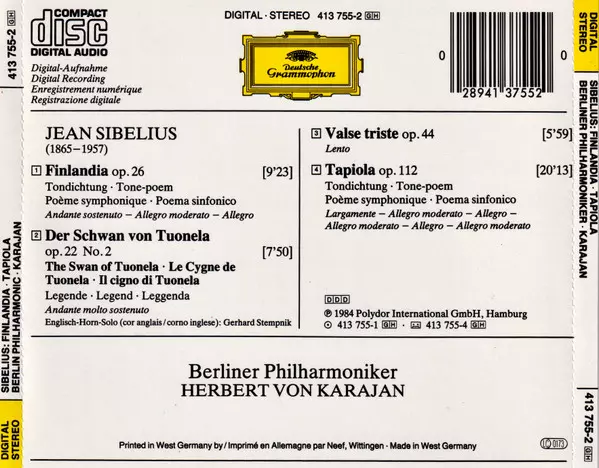 COMPACT
disc
DIGITAL AUDIO
DIGITAL · STEREO 413 755-2 GH
Deutsche
Grammophon
0 28941 37552 0
Digital-Aufnahme
Digital Recording
Enregistrement numérique
Registrazione digitale
JEAN SIBELIUS
(1865-1957)
1 Finlandia op. 26 [9'23]
Tondichtung · Tone-poem
Poème symphonique · Poema sinfonico
Andante sostenuto – Allegro moderato – Allegro
2 Der Schwan von Tuonela
op. 22 No. 2 [7'50]
The Swan of Tuonela · Le Cygne de
Tuonela · Il cigno di Tuonela
Legende · Legend · Leggenda
Andante molto sostenuto
Englisch-Horn-Solo (cor anglais / corno inglese): Gerhard Stempnik
3 Valse triste op. 44 [5'59]
Lento
4 Tapiola op. 112 [20'13]
Tondichtung · Tone-poem
Poème symphonique · Poema sinfonico
Largamente – Allegro moderato – Allegro –
Allegro moderato – Allegro – Allegro moderato
DDD
℗ 1984 Polydor International GmbH, Hamburg
413 755-1 GH · 413 755-4 GH
Berliner Philharmoniker
HERBERT VON KARAJAN
Printed in West Germany by / Imprimé en Allemagne par Neef, Wittingen · Made in West Germany
0173
413 755-2 GH
SIBELIUS: FINLANDIA · TAPIOLA
BERLIN PHILHARMONIC · KARAJAN
DIGITAL
STEREO
DIGITAL
STEREO
SIBELIUS: FINLANDIA · TAPIOLA
BERLINER PHILHARMONIKER · KARAJAN
413 755-2 GH